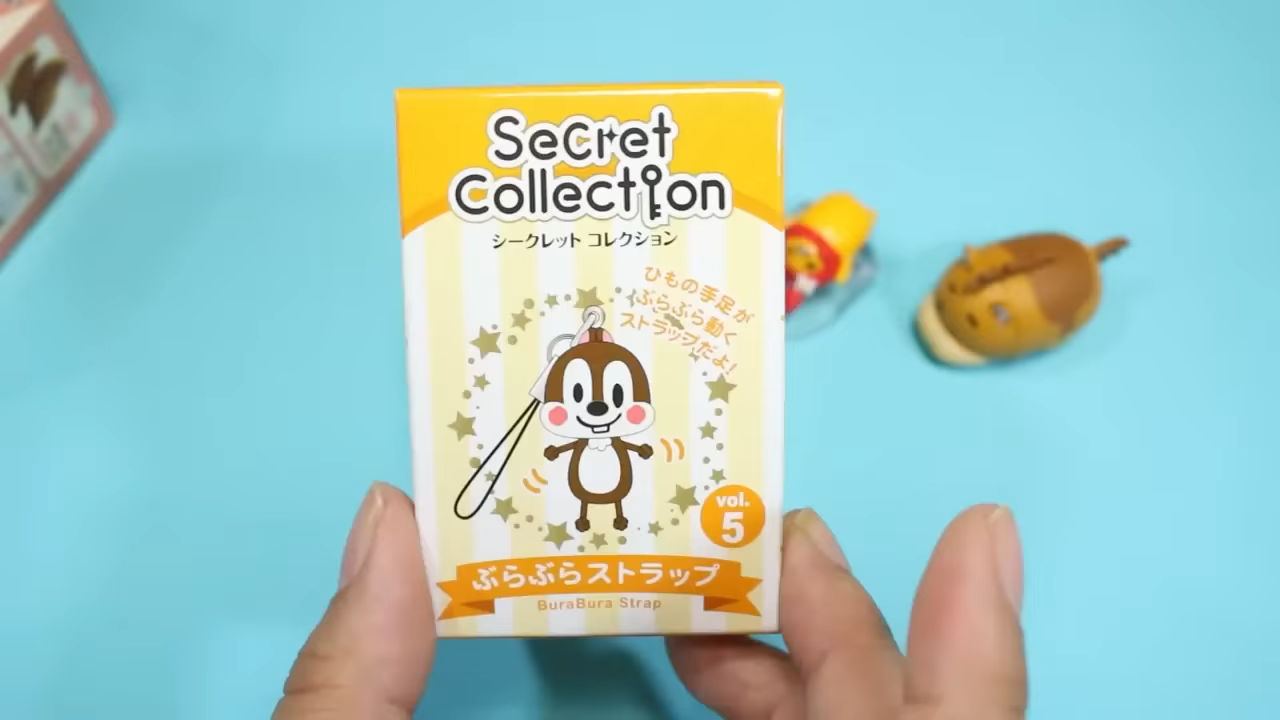 Secret
Collection
シークレット コレクション
ひもの手足が
ぶらぶら動く
ストラップだよ!
vol.
5
ぶらぶらストラップ
BuraBura Strap